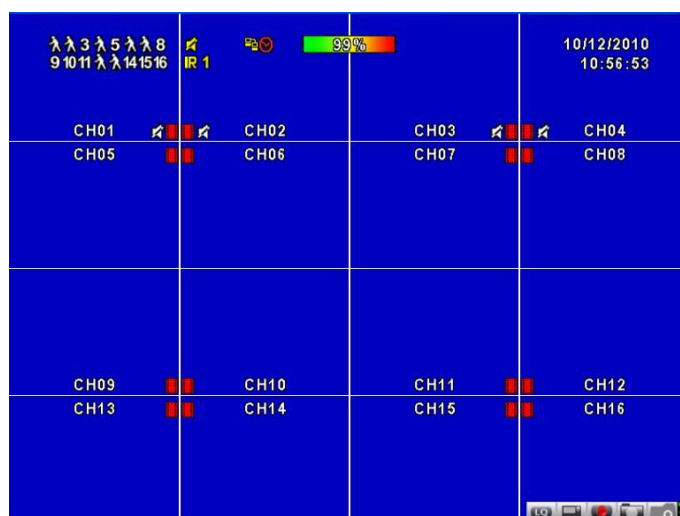 3 5 8
9 10 11 14 15 16
IR 1
99%
10/12/2010
10:56:53
CH01 CH02 CH03 CH04
CH05 CH06 CH07 CH08
CH09 CH10 CH11 CH12
CH13 CH14 CH15 CH16
LQ